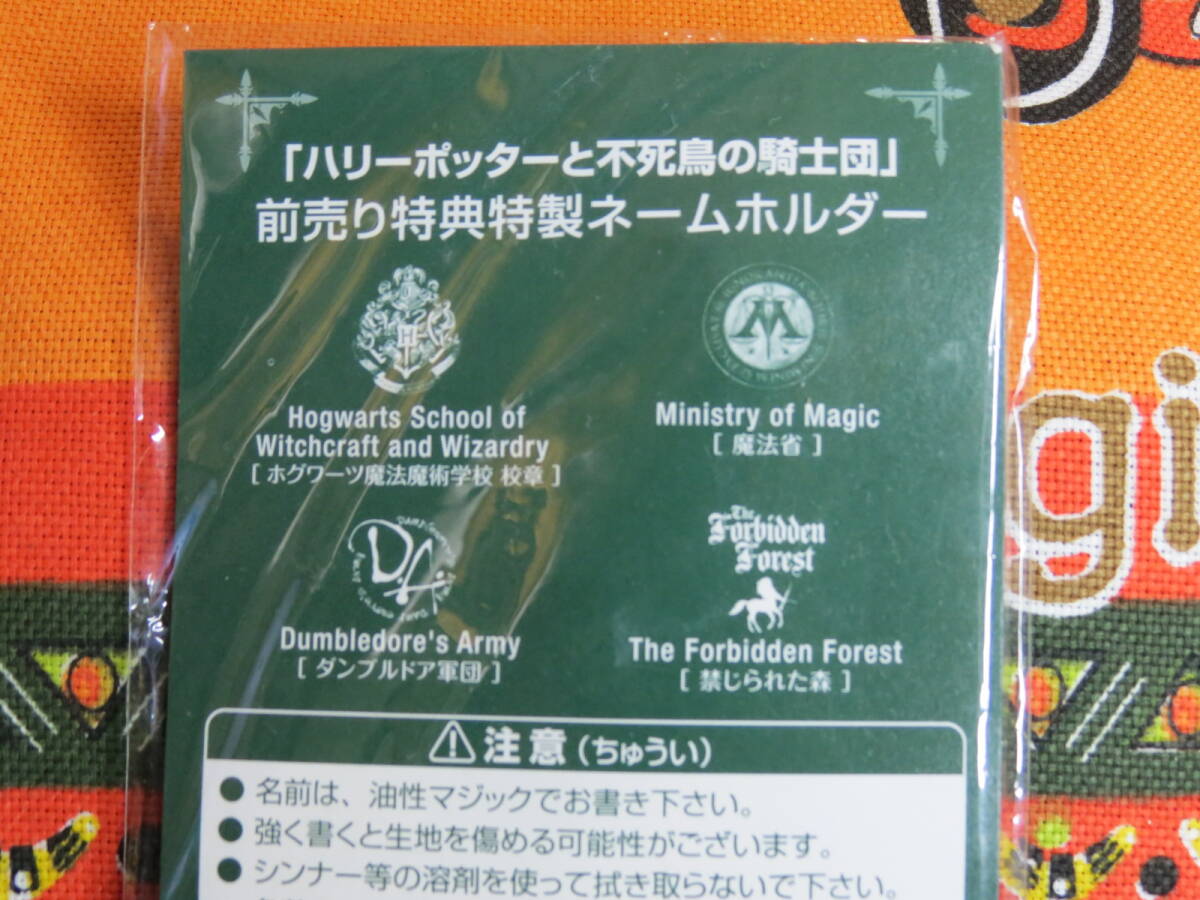 「ハリーポッターと不死鳥の騎士団」
前売り特典特製ネームホルダー
Hogwarts School of
Witchcraft and Wizardry
[ ホグワーツ魔法魔術学校 校章 ]
M
Ministry of Magic
[ 魔法省 ]
D.A.
Dumbledore's Army
[ ダンブルドア軍団 ]
The
Forbidden
Forest
The Forbidden Forest
[ 禁じられた森 ]
注意(ちゅうい)
● 名前は、油性マジックでお書き下さい。
● 強く書くと生地を傷める可能性がございます。
● シンナー等の溶剤を使って拭き取らないで下さい。
g
gi